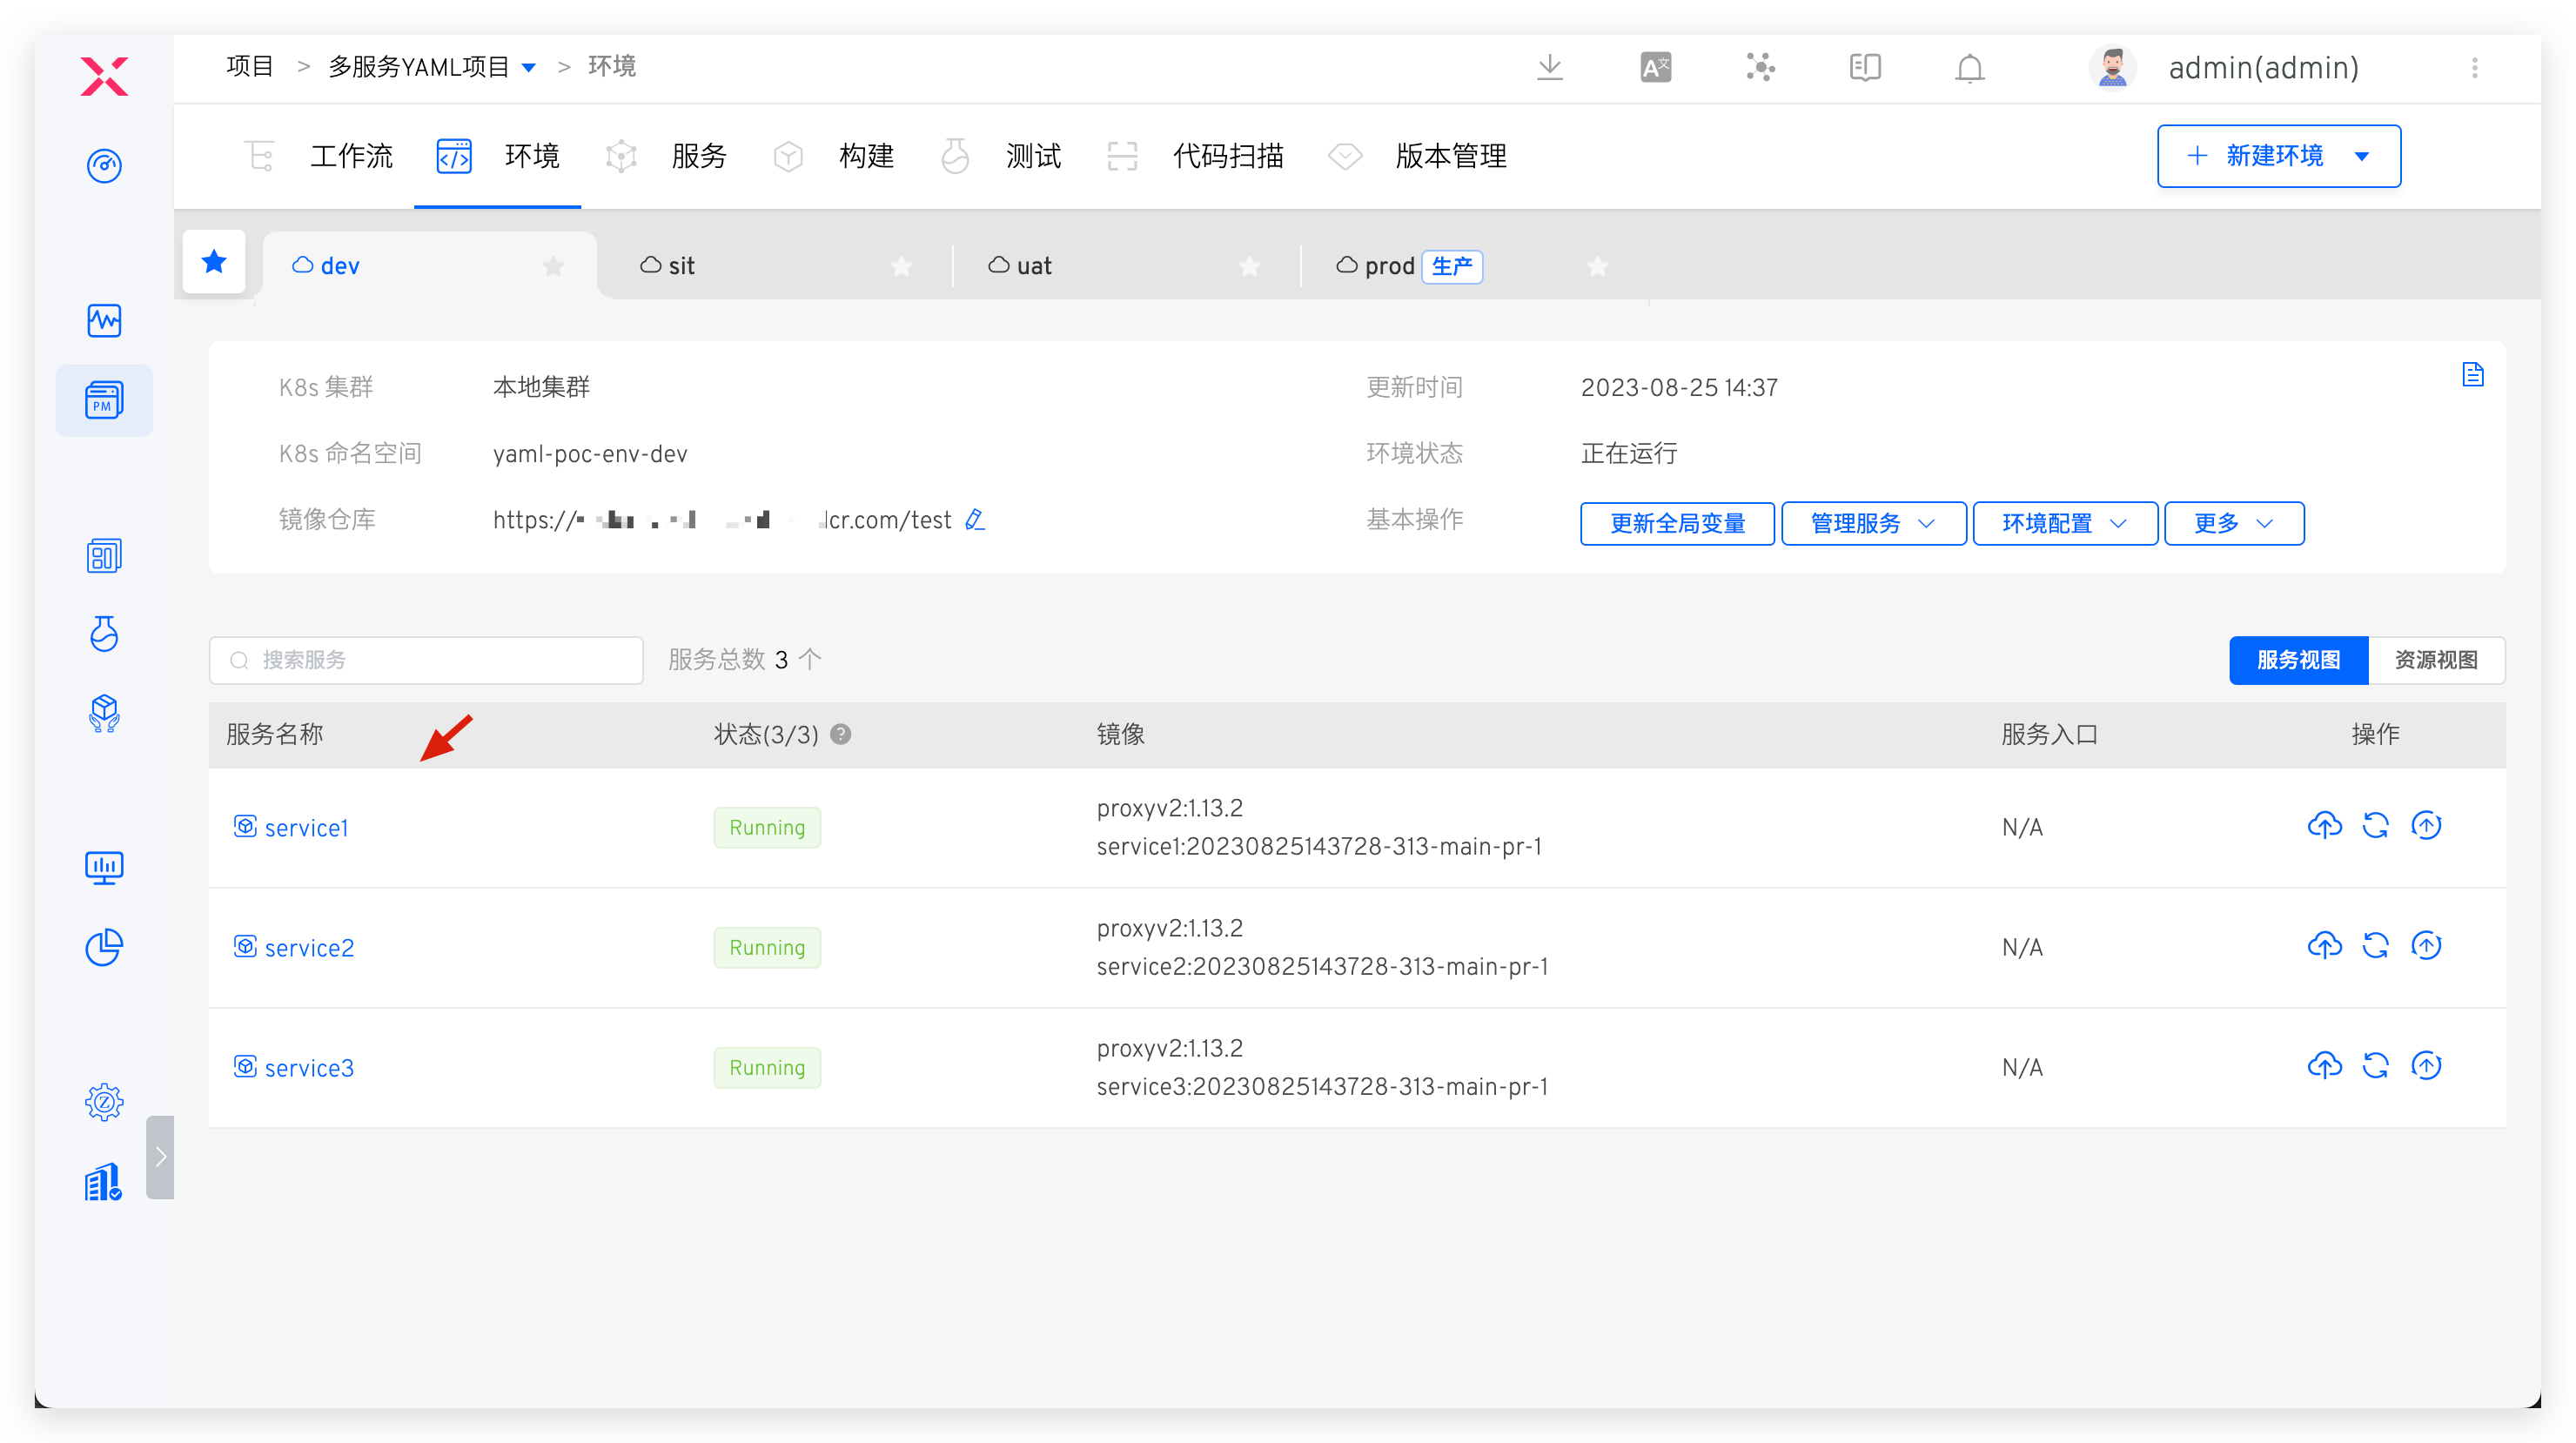 项目 > 多服务YAML项目 > 环境
admin(admin)
工作流 环境 服务 构建 测试 代码扫描 版本管理
+ 新建环境
dev sit uat prod 生产
K8s 集群 本地集群 更新时间 2023-08-25 14:37
K8s 命名空间 yaml-poc-env-dev 环境状态 正在运行
镜像仓库 https:// cr.com/test 基本操作 更新全局变量 管理服务 环境配置 更多
搜索服务 服务总数 3 个 服务视图 资源视图
服务名称 状态(3/3) ? 镜像 服务入口 操作
service1 Running proxyv2:1.13.2 N/A
service1:20230825143728-313-main-pr-1
service2 Running proxyv2:1.13.2 N/A
service2:20230825143728-313-main-pr-1
service3 Running proxyv2:1.13.2 N/A
service3:20230825143728-313-main-pr-1
PM
A文
Z